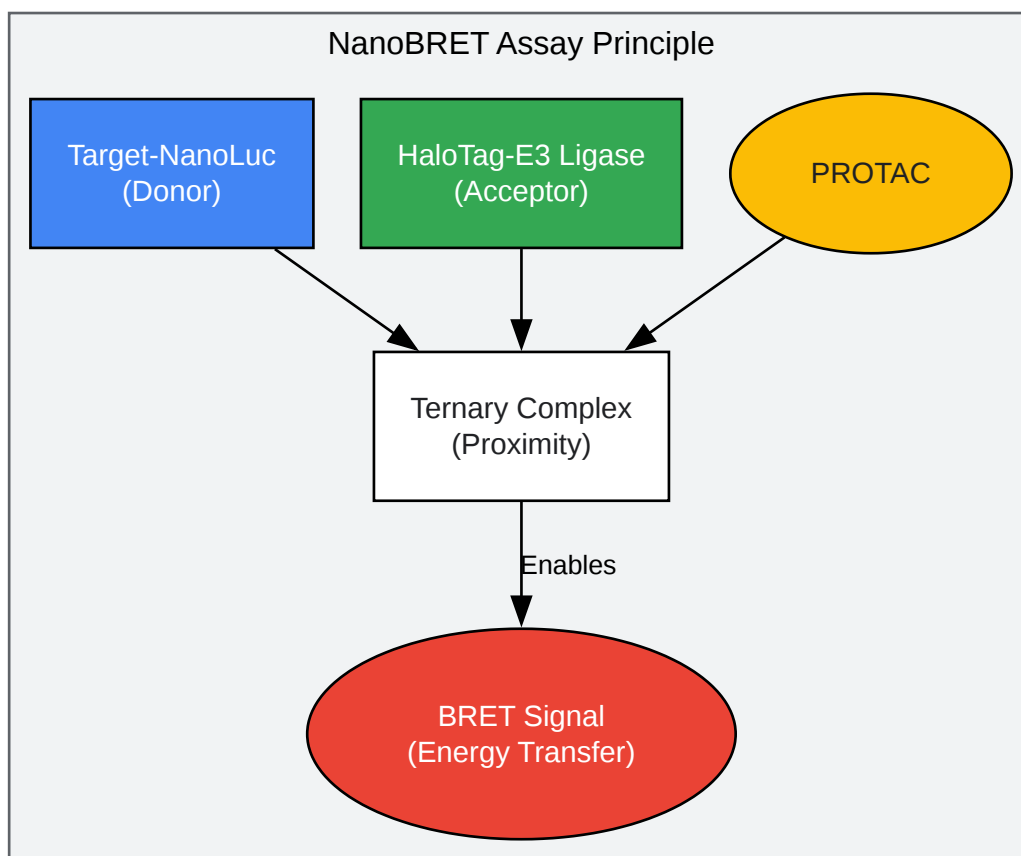 NanoBRET Assay Principle
Target-NanoLuc
(Donor)
HaloTag-E3 Ligase
(Acceptor)
PROTAC
Ternary Complex
(Proximity)
Enables
BRET Signal
(Energy Transfer)